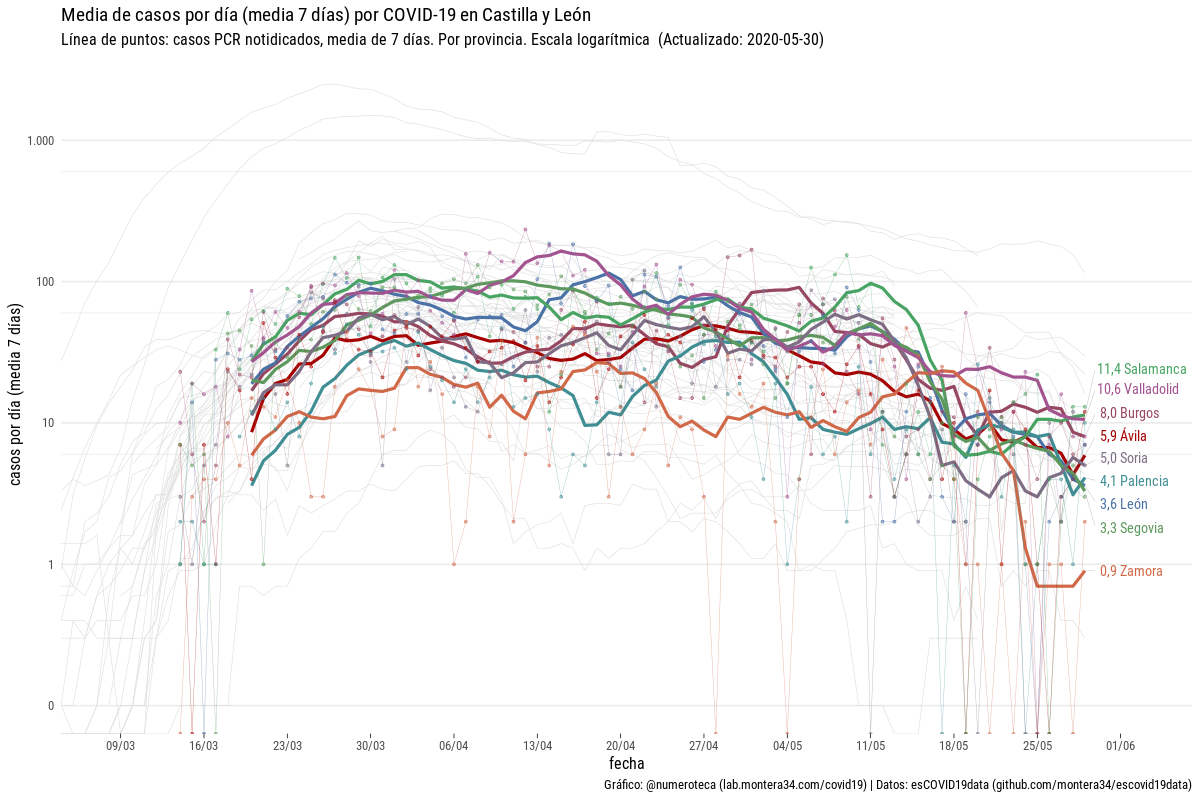 Media de casos por día (media 7 días) por COVID-19 en Castilla y León
Línea de puntos: casos PCR notidicados, media de 7 días. Por provincia. Escala logarítmica (Actualizado: 2020-05-30)
casos por día (media 7 días)
1.000
100
10
1
0
11,4 Salamanca
10,6 Valladolid
8,0 Burgos
5,9 Ávila
5,0 Soria
4,1 Palencia
3,6 León
3,3 Segovia
0,9 Zamora
09/03 16/03 23/03 30/03 06/04 13/04 20/04 27/04 04/05 11/05 18/05 25/05 01/06
fecha
Gráfico: @numeroteca (lab.montera34.com/covid19) | Datos: esCOVID19data (github.com/montera34/escovid19data)